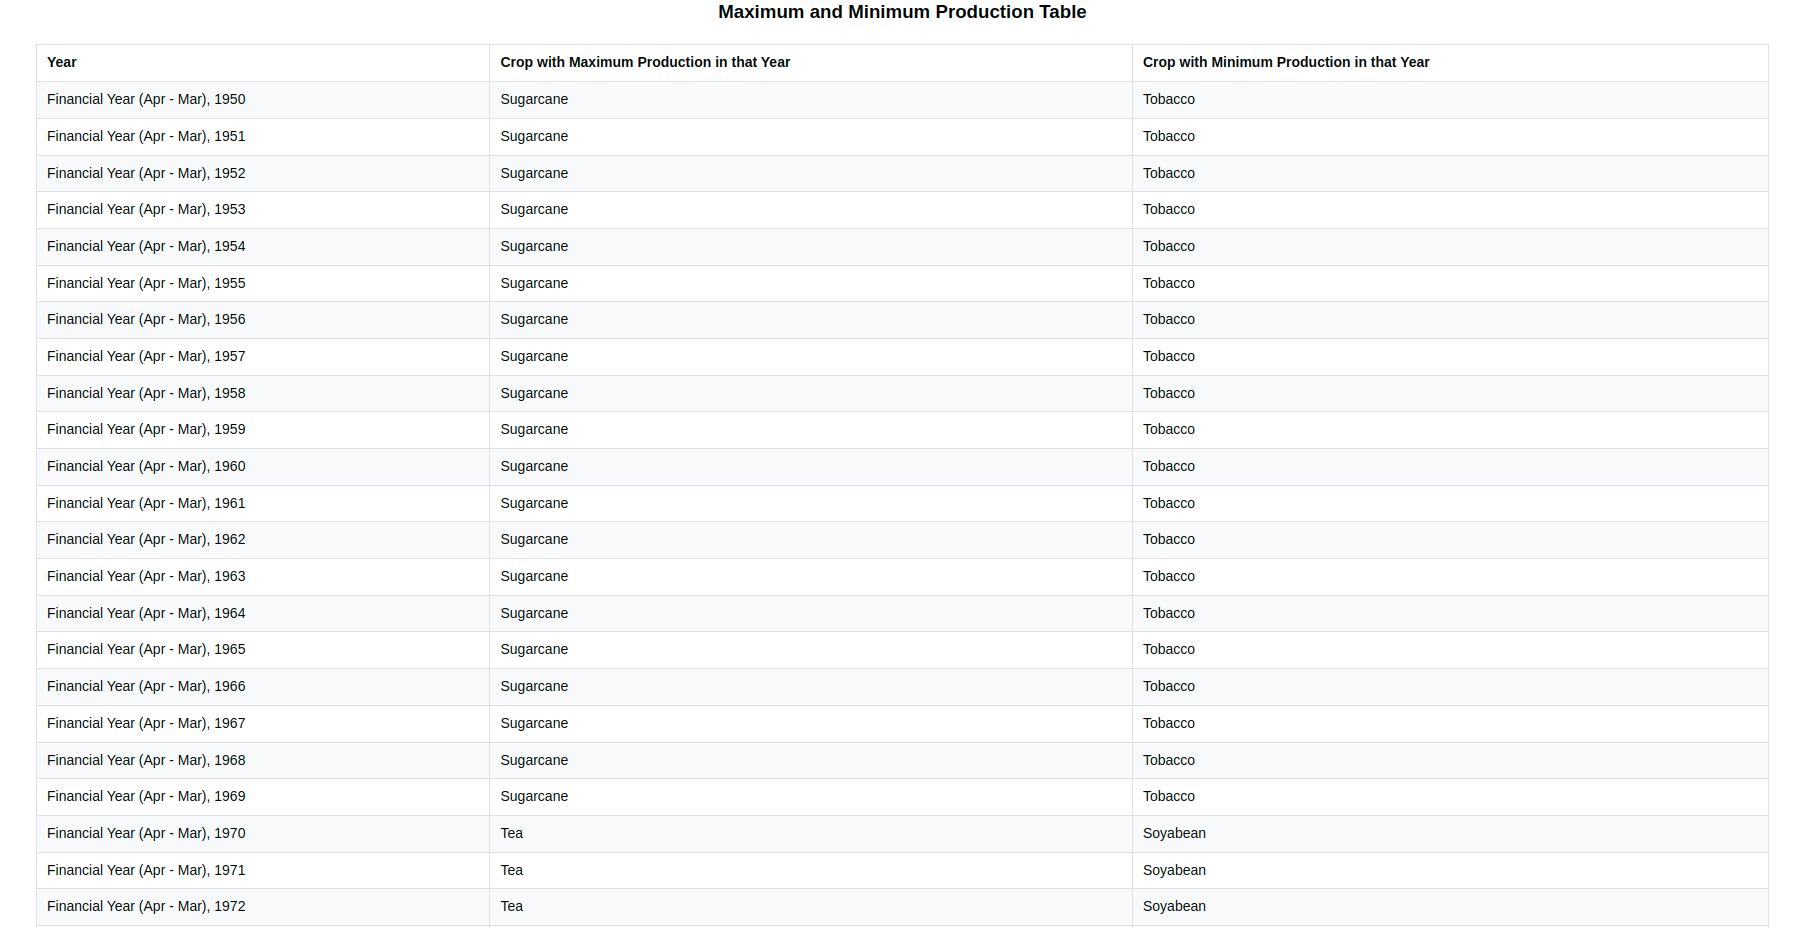 Maximum and Minimum Production Table
Year Crop with Maximum Production in that Year Crop with Minimum Production in that Year
Financial Year (Apr - Mar), 1950 Sugarcane Tobacco
Financial Year (Apr - Mar), 1951 Sugarcane Tobacco
Financial Year (Apr - Mar), 1952 Sugarcane Tobacco
Financial Year (Apr - Mar), 1953 Sugarcane Tobacco
Financial Year (Apr - Mar), 1954 Sugarcane Tobacco
Financial Year (Apr - Mar), 1955 Sugarcane Tobacco
Financial Year (Apr - Mar), 1956 Sugarcane Tobacco
Financial Year (Apr - Mar), 1957 Sugarcane Tobacco
Financial Year (Apr - Mar), 1958 Sugarcane Tobacco
Financial Year (Apr - Mar), 1959 Sugarcane Tobacco
Financial Year (Apr - Mar), 1960 Sugarcane Tobacco
Financial Year (Apr - Mar), 1961 Sugarcane Tobacco
Financial Year (Apr - Mar), 1962 Sugarcane Tobacco
Financial Year (Apr - Mar), 1963 Sugarcane Tobacco
Financial Year (Apr - Mar), 1964 Sugarcane Tobacco
Financial Year (Apr - Mar), 1965 Sugarcane Tobacco
Financial Year (Apr - Mar), 1966 Sugarcane Tobacco
Financial Year (Apr - Mar), 1967 Sugarcane Tobacco
Financial Year (Apr - Mar), 1968 Sugarcane Tobacco
Financial Year (Apr - Mar), 1969 Sugarcane Tobacco
Financial Year (Apr - Mar), 1970 Tea Soyabean
Financial Year (Apr - Mar), 1971 Tea Soyabean
Financial Year (Apr - Mar), 1972 Tea Soyabean